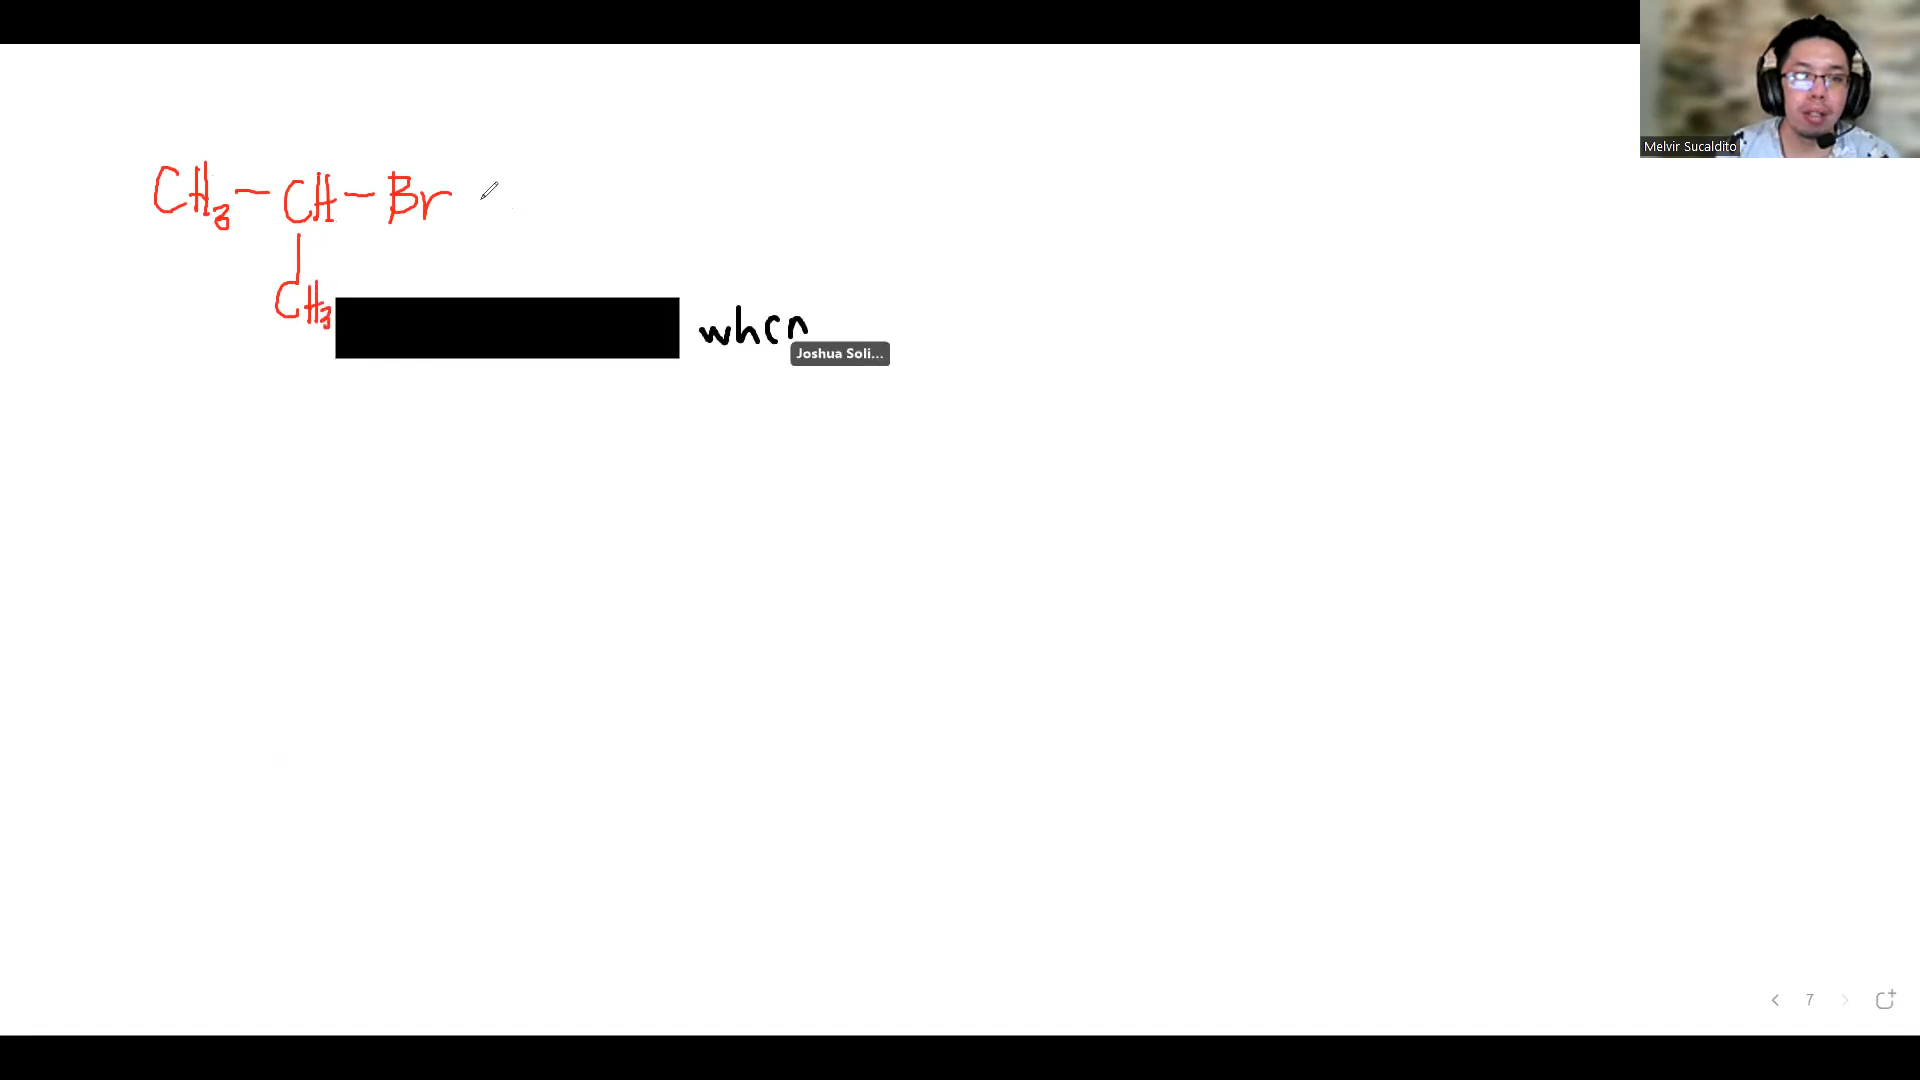 Melvir Sucaldito
CH3-CH-Br
|
CH3
when
Joshua Soli...
7